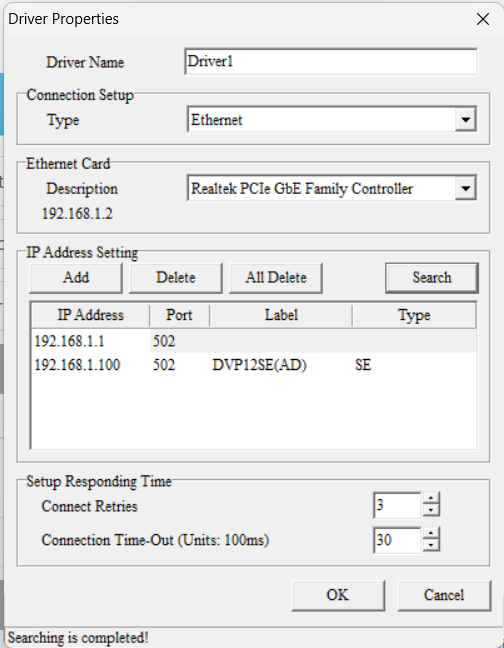 Driver Properties
Driver Name Driver1
Connection Setup
Type Ethernet
Ethernet Card
Description Realtek PCIe GbE Family Controller
192.168.1.2
IP Address Setting
Add Delete All Delete Search
IP Address Port Label Type
192.168.1.1 502
192.168.1.100 502 DVP12SE(AD) SE
Setup Responding Time
Connect Retries 3
Connection Time-Out (Units: 100ms) 30
OK Cancel
Searching is completed!